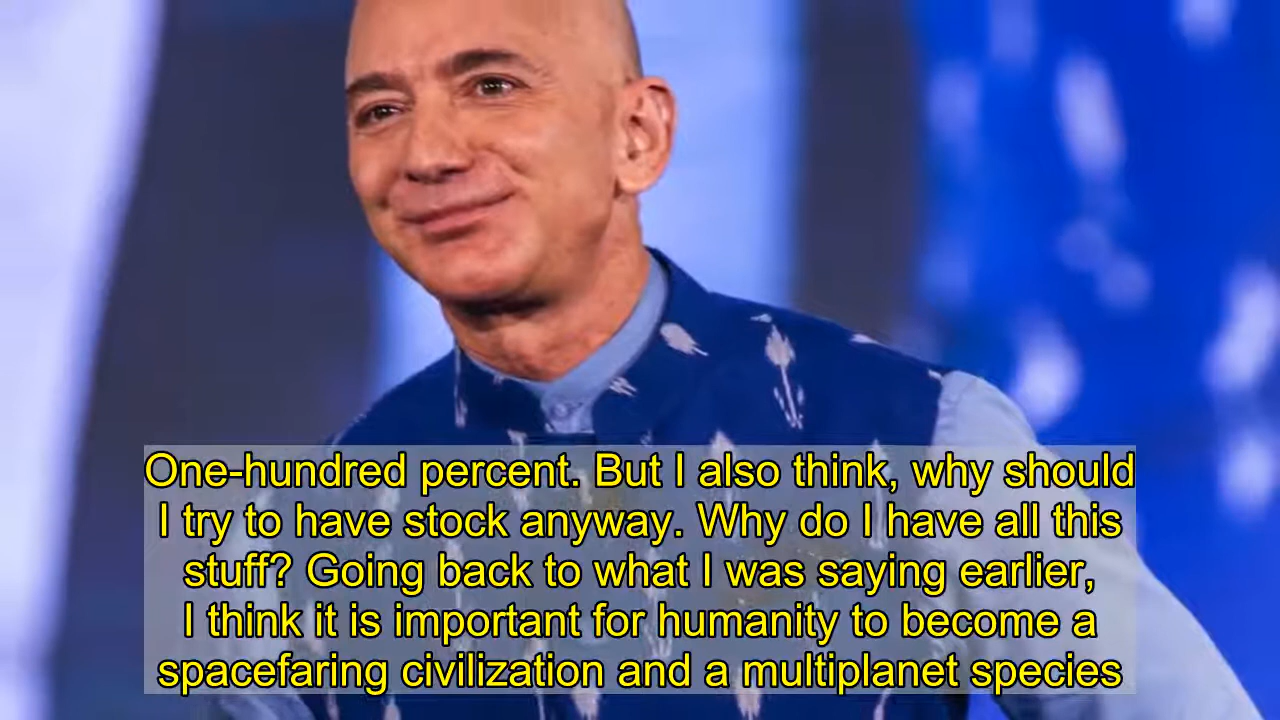 One-hundred percent. But I also think, why should
I try to have stock anyway. Why do I have all this
stuff? Going back to what I was saying earlier,
I think it is important for humanity to become a
spacefaring civilization and a multiplanet species